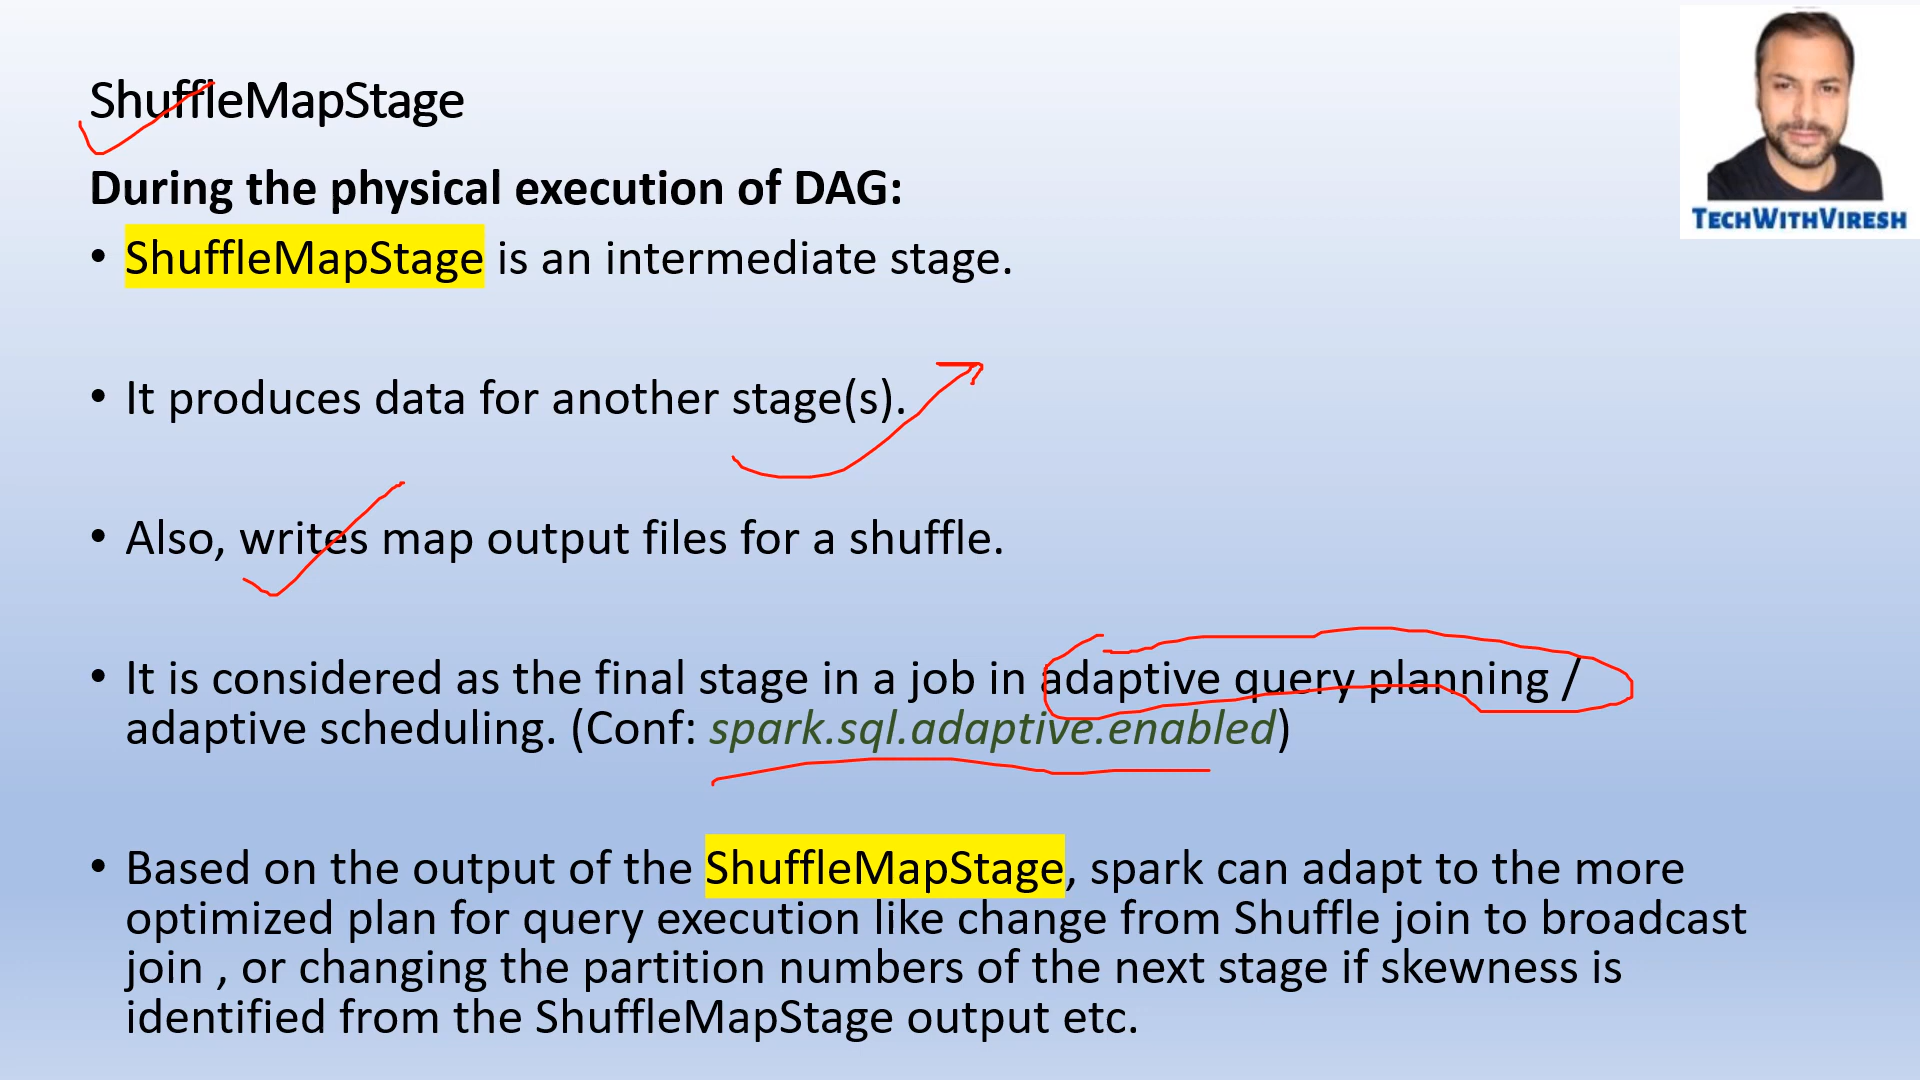 ShuffleMapStage
TECHWITHVIRESH
During the physical execution of DAG:
• ShuffleMapStage is an intermediate stage.
• It produces data for another stage(s).
• Also, writes map output files for a shuffle.
• It is considered as the final stage in a job in adaptive query planning /
adaptive scheduling. (Conf: spark.sql.adaptive.enabled)
• Based on the output of the ShuffleMapStage, spark can adapt to the more
optimized plan for query execution like change from Shuffle join to broadcast
join , or changing the partition numbers of the next stage if skewness is
identified from the ShuffleMapStage output etc.